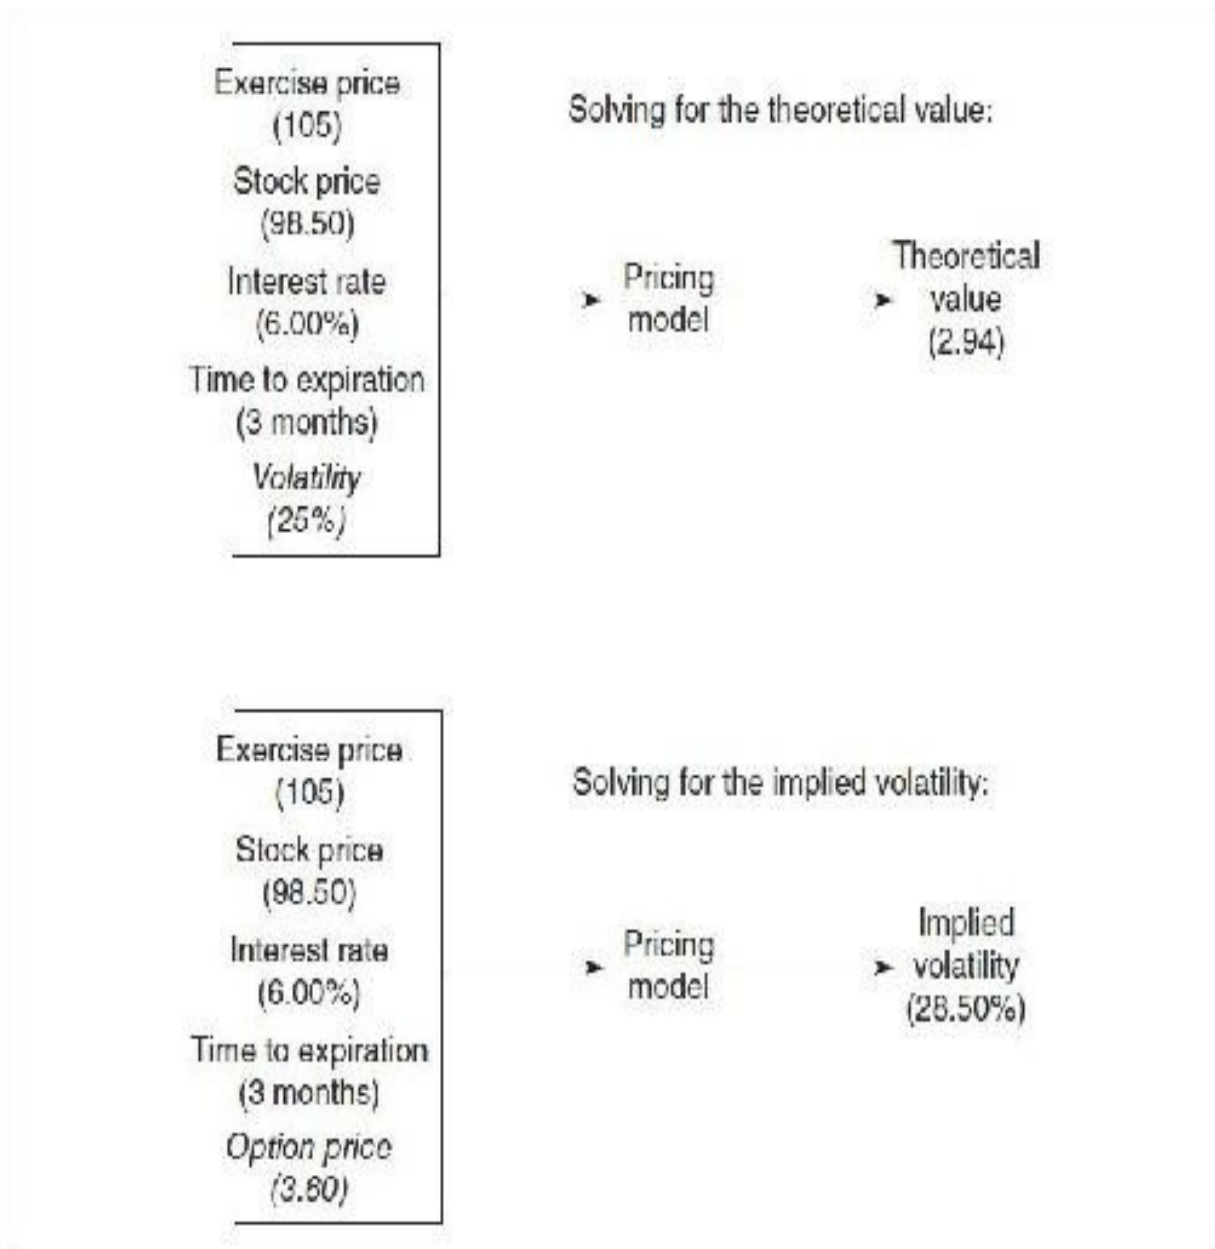 Exercise price
(105)
Stock price
(98.50)
Interest rate
(6.00%)
Time to expiration
(3 months)
Volatility
(25%)
Solving for the theoretical value:
Pricing
model
Theoretical
value
(2.94)
Exercise price
(105)
Stock price
(98.50)
Interest rate
(6.00%)
Time to expiration
(3 months)
Option price
(3.60)
Solving for the implied volatility:
Pricing
model
Implied
volatility
(28.50%)